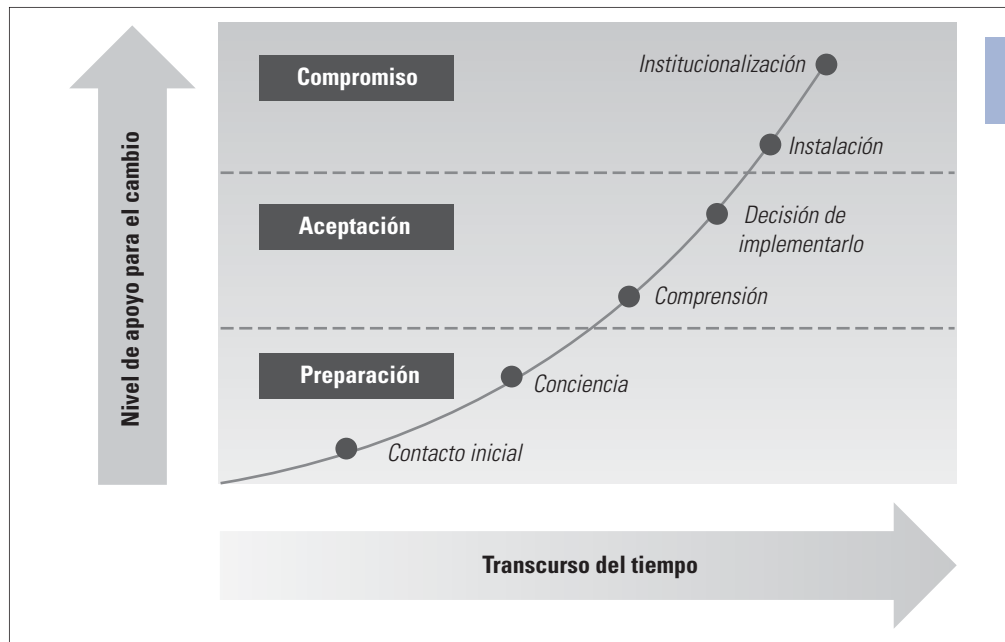 Nivel de apoyo para el cambio
Compromiso
Institucionalización
Instalación
Aceptación
Decisión de
implementarlo
Comprensión
Preparación
Conciencia
Contacto inicial
Transcurso del tiempo